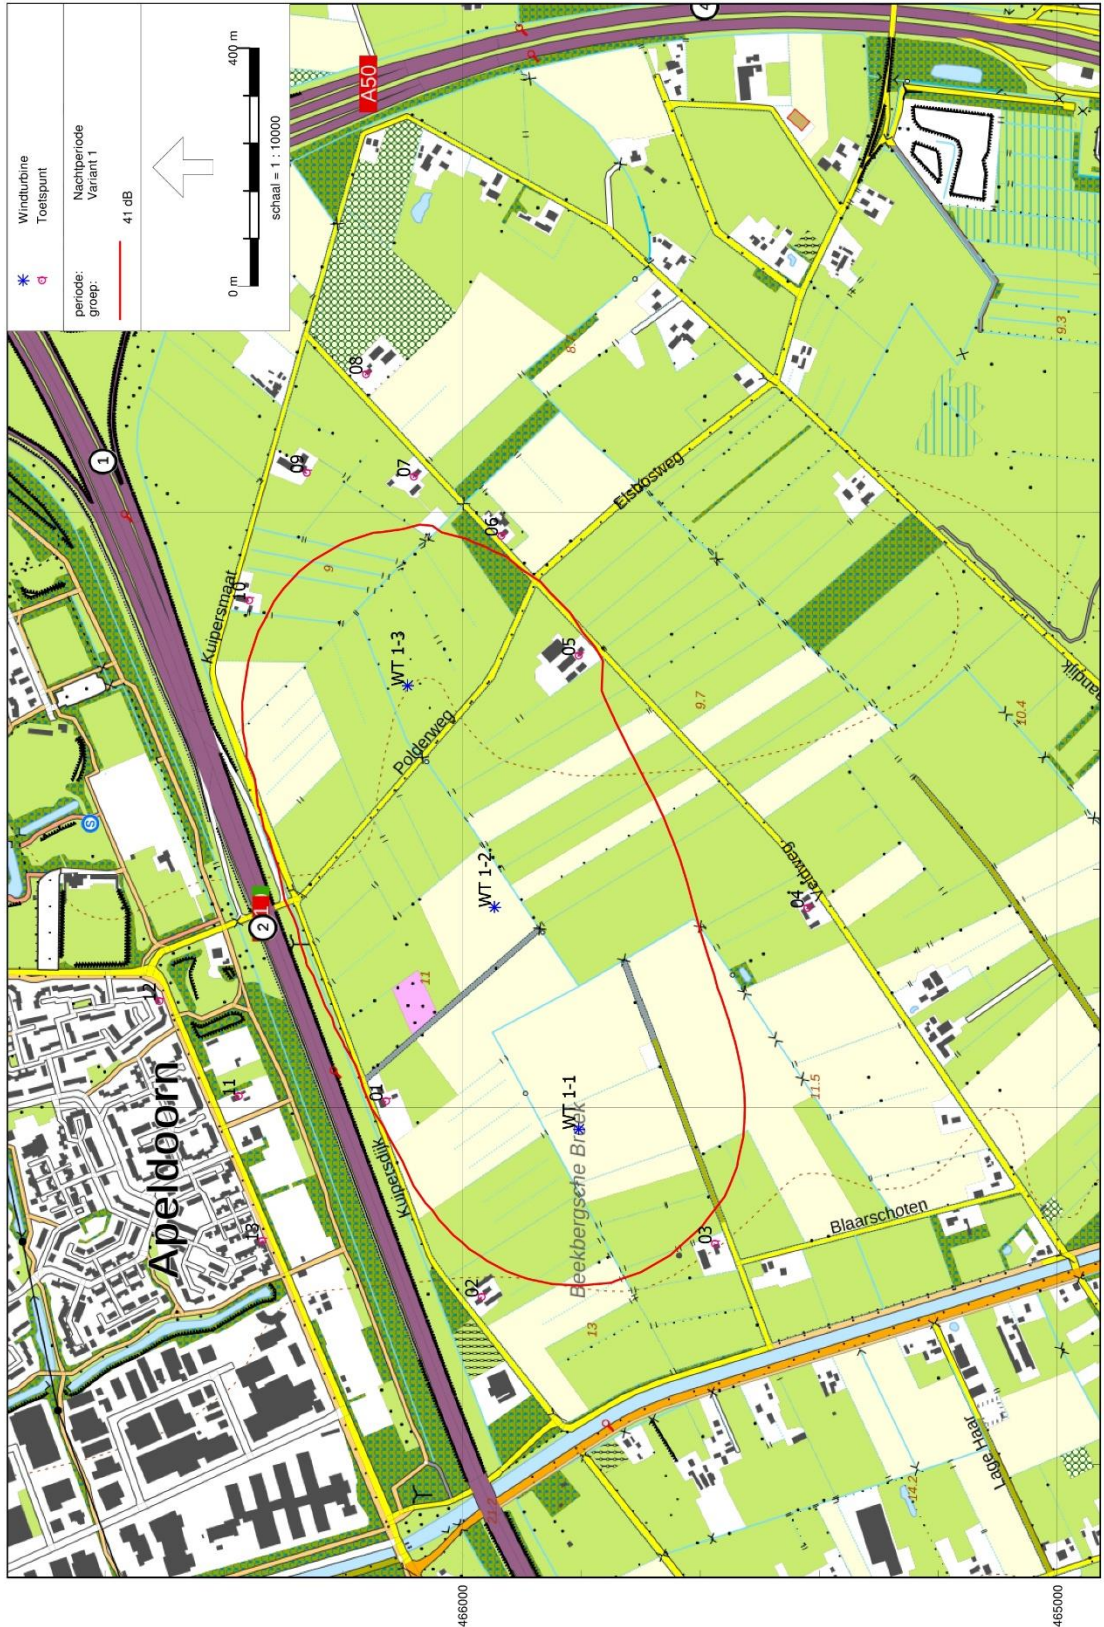 Windturbine
Toetspunt
periode: Nachtperiode
groep: Variant 1
41 dB
0 m 400 m
schaal = 1 : 10000
A50
1
2
Apeldoorn
Kuipersmaat
Kuipersdijk
Polderweg
Elsbosweg
Veldweg
Blaarschoten
Lage Haar
Beekbergsche Broek
WT 1-1
WT 1-2
WT 1-3
01
02
03
04
05
06
07
08
09
10
11
12
13
S
9
9.3
9.7
10.4
11
11.5
13
14.2
466000
465000